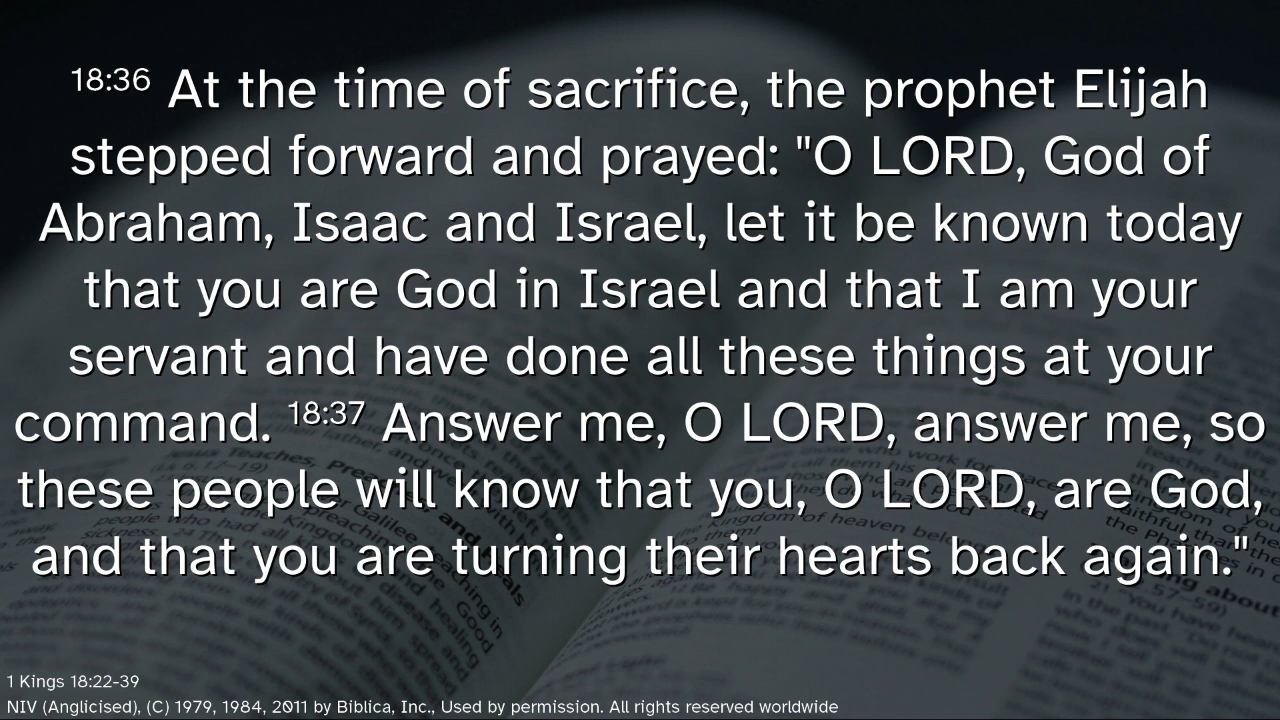 18:36 At the time of sacrifice, the prophet Elijah
stepped forward and prayed: "O LORD, God of
Abraham, Isaac and Israel, let it be known today
that you are God in Israel and that I am your
servant and have done all these things at your
command. 18:37 Answer me, O LORD, answer me, so
these people will know that you, O LORD, are God,
and that you are turning their hearts back again."
1 Kings 18:22-39
NIV (Anglicised), (C) 1979, 1984, 2011 by Biblica, Inc., Used by permission. All rights reserved worldwide